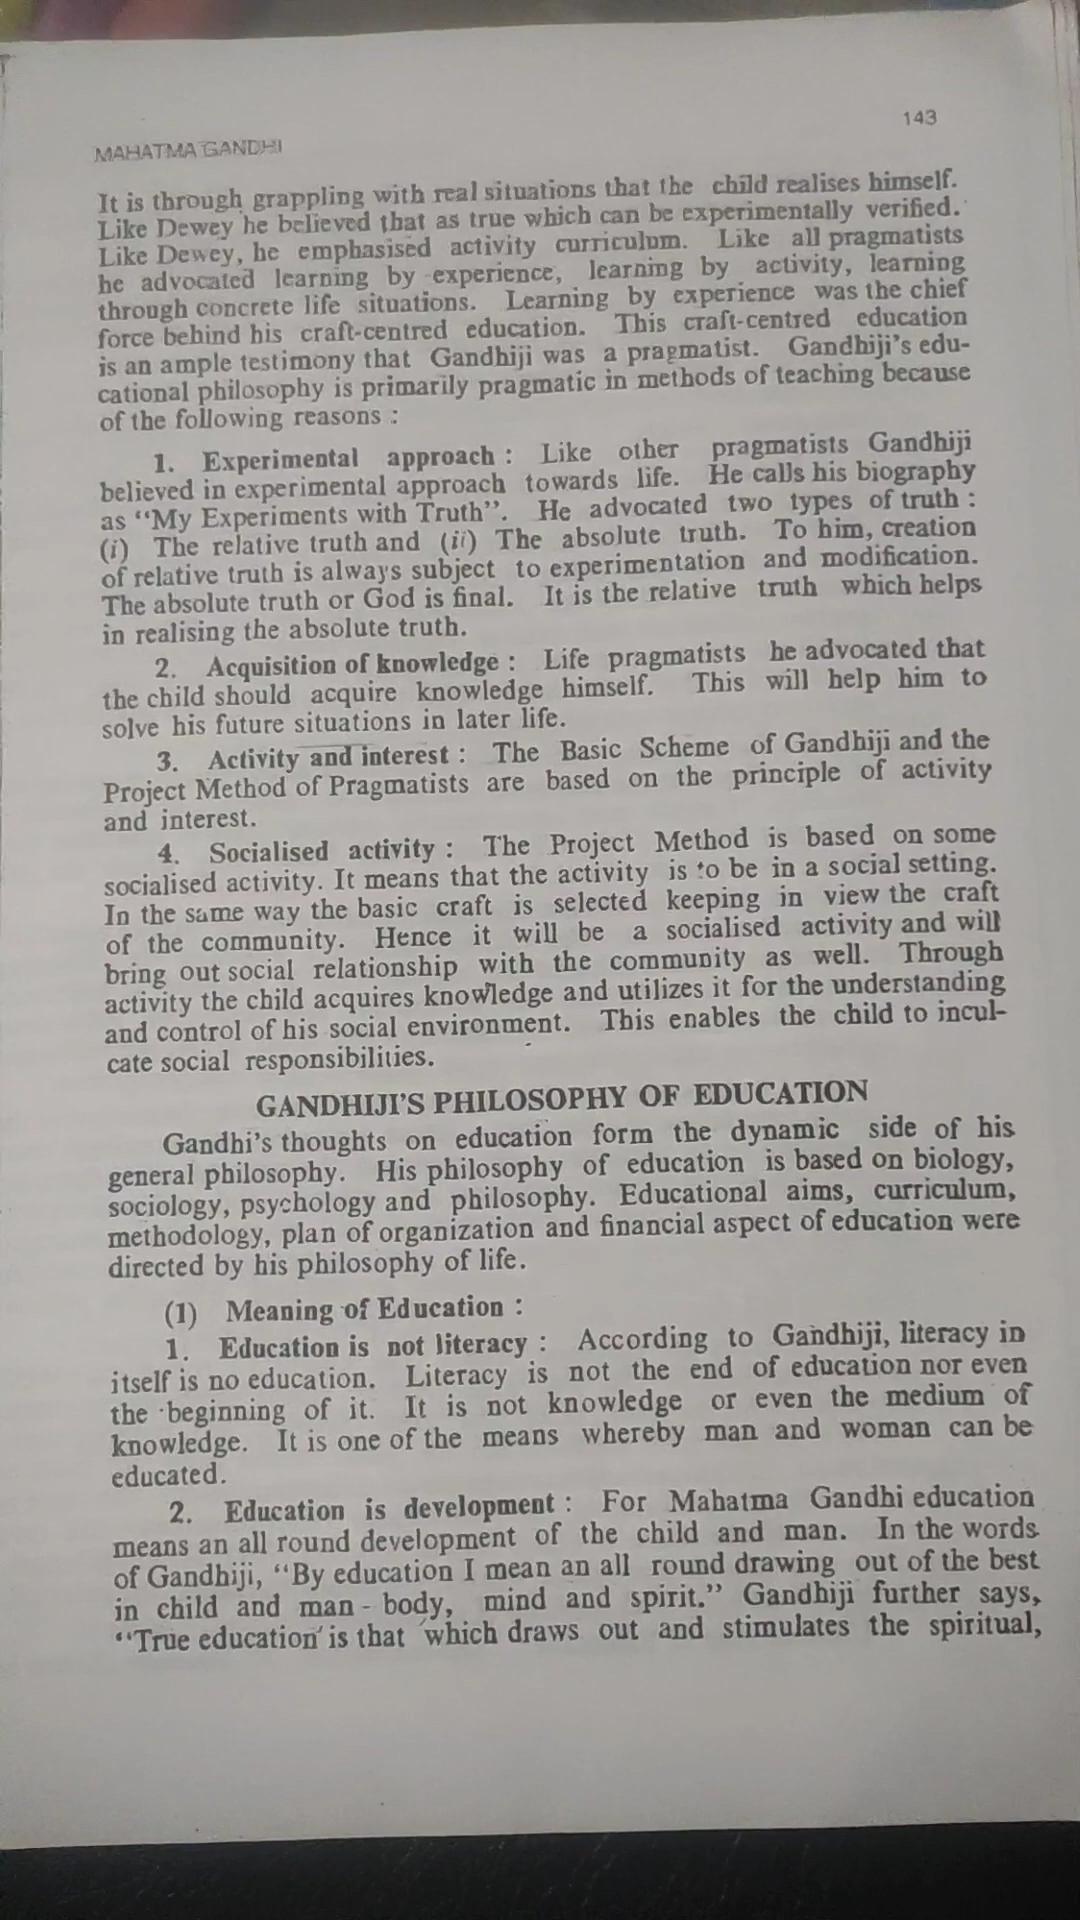 143
MAHATMA GANDHI
It is through grappling with real situations that the child realises himself.
Like Dewey he believed that as true which can be experimentally verified.
Like Dewey, he emphasised activity curriculum. Like all pragmatists
he advocated learning by experience, learning by activity, learning
through concrete life situations. Learning by experience was the chief
force behind his craft-centred education. This craft-centred education
is an ample testimony that Gandhiji was a pragmatist. Gandhiji's edu-
cational philosophy is primarily pragmatic in methods of teaching because
of the following reasons :
1. Experimental approach : Like other pragmatists Gandhiji
believed in experimental approach towards life. He calls his biography
as "My Experiments with Truth". He advocated two types of truth :
(i) The relative truth and (ii) The absolute truth. To him, creation
of relative truth is always subject to experimentation and modification.
The absolute truth or God is final. It is the relative truth which helps
in realising the absolute truth.
2. Acquisition of knowledge : Life pragmatists he advocated that
the child should acquire knowledge himself. This will help him to
solve his future situations in later life.
3. Activity and interest : The Basic Scheme of Gandhiji and the
Project Method of Pragmatists are based on the principle of activity
and interest.
4. Socialised activity : The Project Method is based on some
socialised activity. It means that the activity is to be in a social setting.
In the same way the basic craft is selected keeping in view the craft
of the community. Hence it will be a socialised activity and will
bring out social relationship with the community as well. Through
activity the child acquires knowledge and utilizes it for the understanding
and control of his social environment. This enables the child to incul-
cate social responsibilities.
GANDHIJI'S PHILOSOPHY OF EDUCATION
Gandhi's thoughts on education form the dynamic side of his
general philosophy. His philosophy of education is based on biology,
sociology, psychology and philosophy. Educational aims, curriculum,
methodology, plan of organization and financial aspect of education were
directed by his philosophy of life.
(1) Meaning of Education :
1. Education is not literacy : According to Gandhiji, literacy in
itself is no education. Literacy is not the end of education nor even
the beginning of it. It is not knowledge or even the medium of
knowledge. It is one of the means whereby man and woman can be
educated.
2. Education is development : For Mahatma Gandhi education
means an all round development of the child and man. In the words
of Gandhiji, "By education I mean an all round drawing out of the best
in child and man - body, mind and spirit." Gandhiji further says,
"True education is that which draws out and stimulates the spiritual,